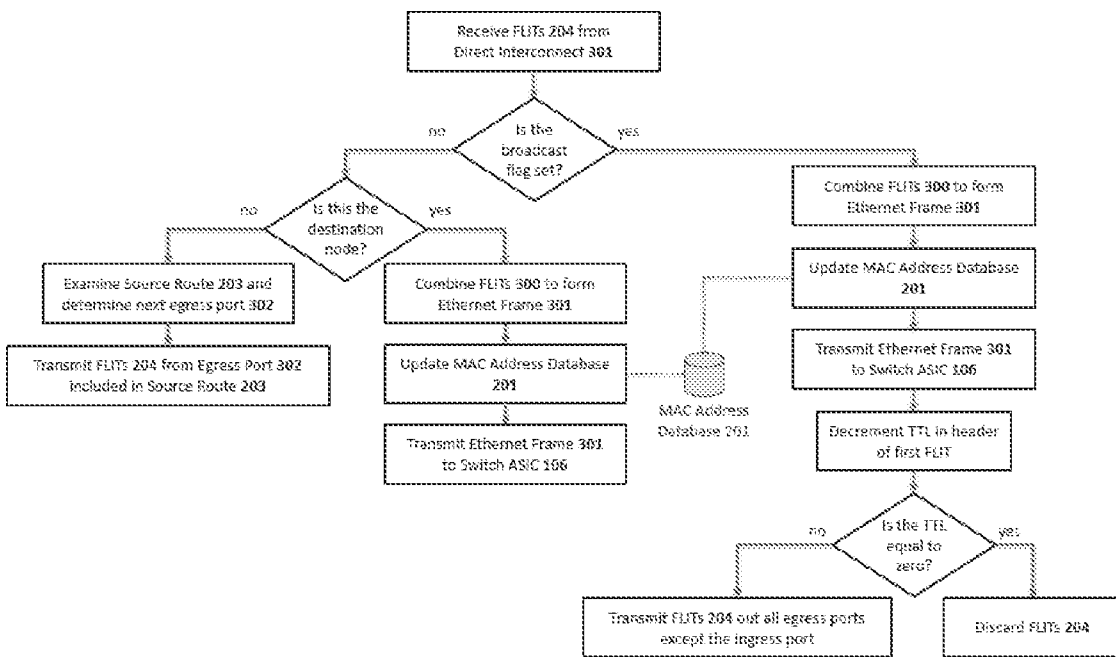 Receive FLITs 204 from
Direct Interconnect 301
no
Is the
broadcast
flag set?
yes
no
Is this the
destination
node?
yes
Combine FLITs 300 to form
Ethernet Frame 301
Examine Source Route 203 and
determine next egress port 302
Combine FLITs 300 to form
Ethernet Frame 301
Update MAC Address Database
201
Transmit FLITs 204 from Egress Port 302
included in Source Route 203
Update MAC Address Database
201
Transmit Ethernet Frame 301
to Switch ASIC 106
MAC Address
Database 201
Transmit Ethernet Frame 301
to Switch ASIC 106
Decrement TTL in header
of first FLIT
no
Is the TTL
equal to
zero?
yes
Transmit FLITs 204 out all egress ports
except the ingress port
Discard FLITs 204